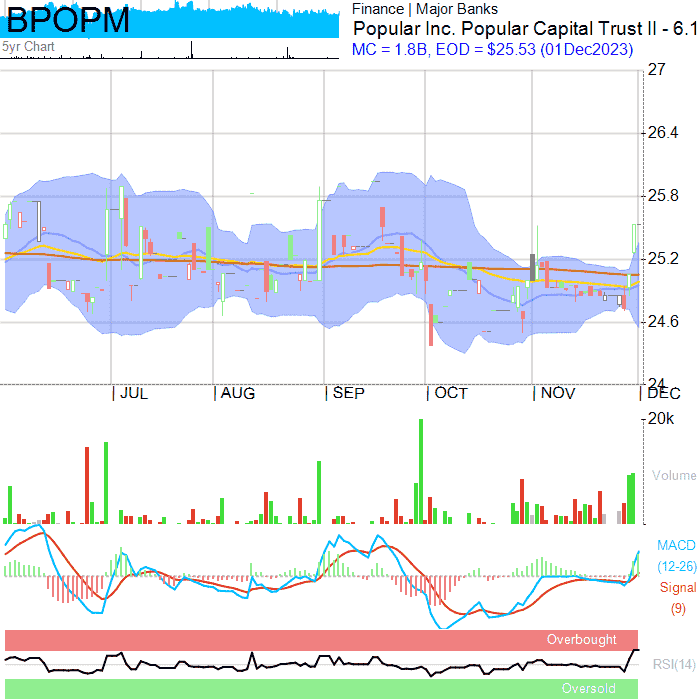 BPOPM
Finance | Major Banks
Popular Inc. Popular Capital Trust II - 6.1
MC = 1.8B, EOD = $25.53 (01Dec2023)
5yr Chart
27
26.4
25.8
25.2
24.6
24
JUL
AUG
SEP
OCT
NOV
DEC
20k
Volume
MACD
(12-26)
Signal
(9)
Overbought
RSI(14)
Oversold